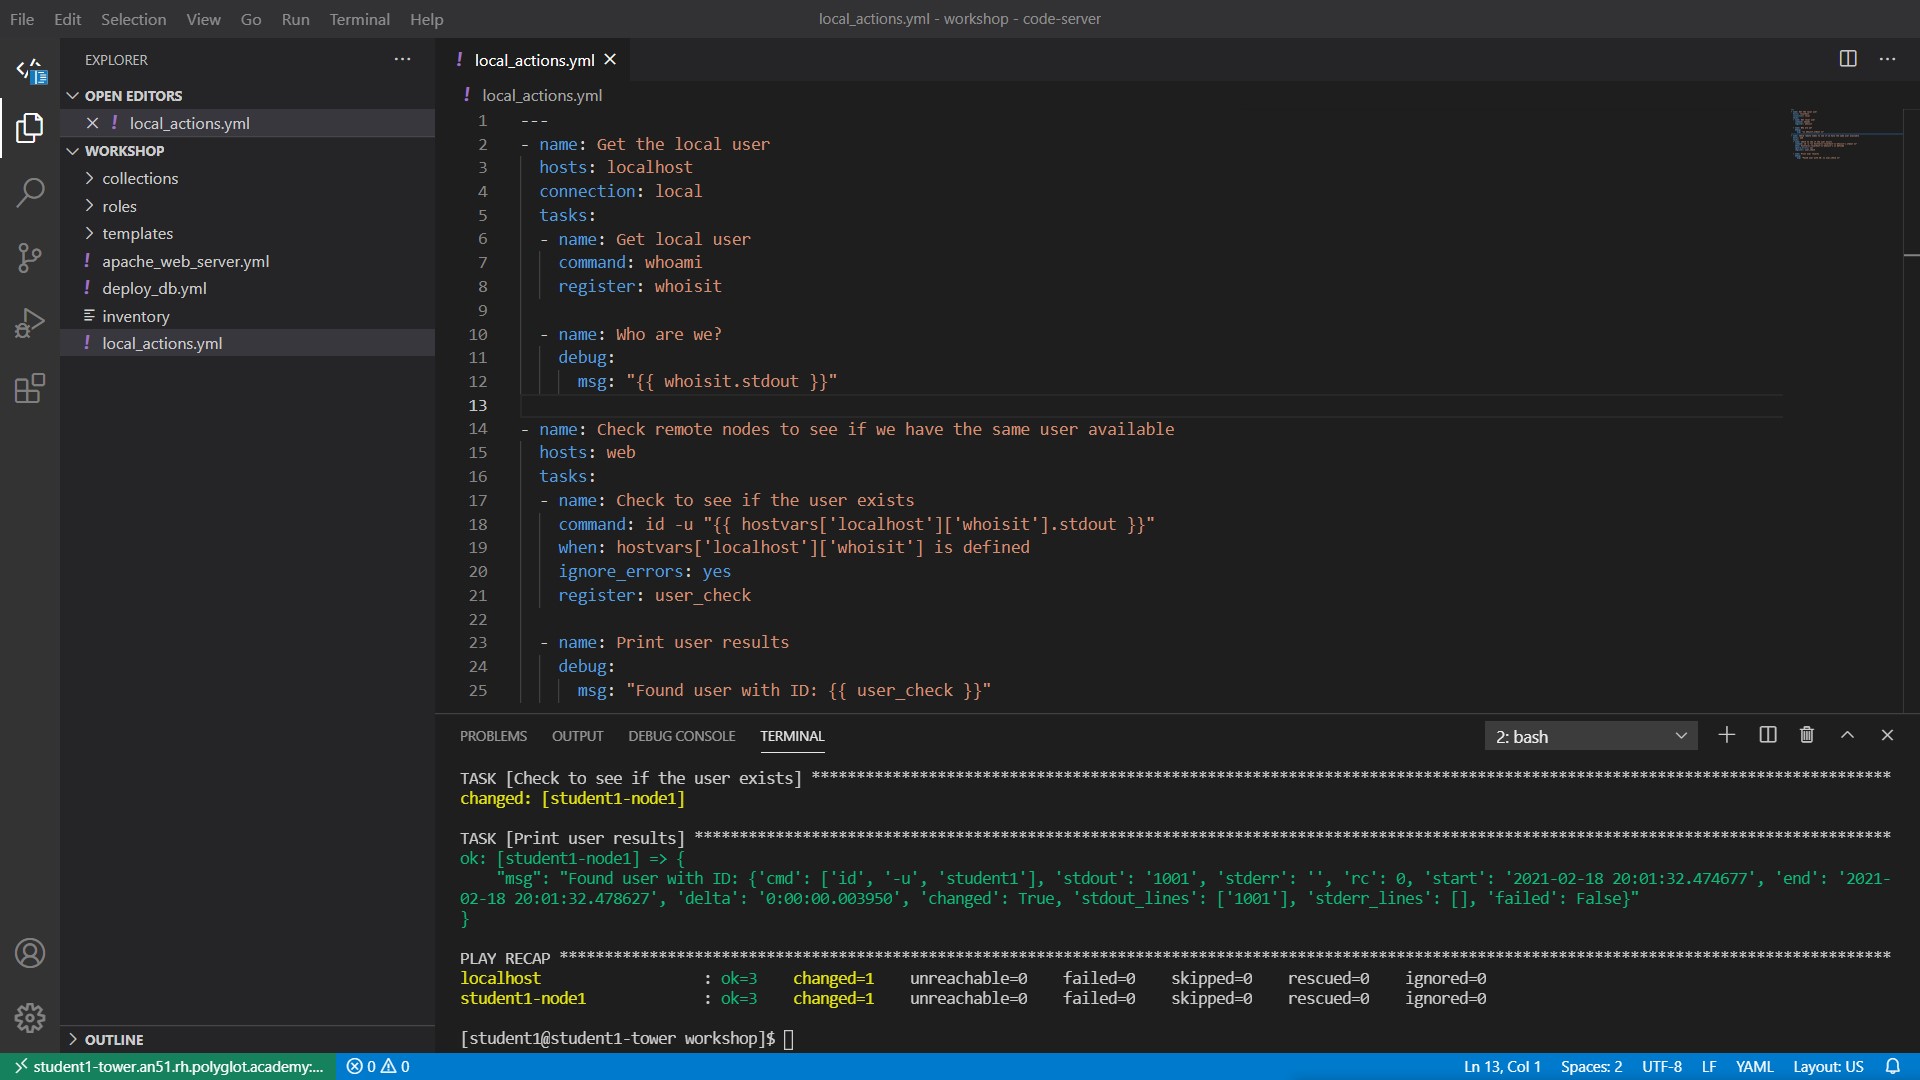 File Edit Selection View Go Run Terminal Help
local_actions.yml - workshop - code-server
EXPLORER
OPEN EDITORS
! local_actions.yml
WORKSHOP
collections
roles
templates
! apache_web_server.yml
! deploy_db.yml
inventory
! local_actions.yml
OUTLINE
! local_actions.yml
! local_actions.yml
1 ---
2 - name: Get the local user
3 hosts: localhost
4 connection: local
5 tasks:
6 - name: Get local user
7 command: whoami
8 register: whoisit
9
10 - name: Who are we?
11 debug:
12 msg: "{{ whoisit.stdout }}"
13
14 - name: Check remote nodes to see if we have the same user available
15 hosts: web
16 tasks:
17 - name: Check to see if the user exists
18 command: id -u "{{ hostvars['localhost']['whoisit'].stdout }}"
19 when: hostvars['localhost']['whoisit'] is defined
20 ignore_errors: yes
21 register: user_check
22
23 - name: Print user results
24 debug:
25 msg: "Found user with ID: {{ user_check }}"
PROBLEMS OUTPUT DEBUG CONSOLE TERMINAL
2: bash
TASK [Check to see if the user exists] ************************************************************************************************************************
changed: [student1-node1]
TASK [Print user results] *************************************************************************************************************************************
ok: [student1-node1] => {
"msg": "Found user with ID: {'cmd': ['id', '-u', 'student1'], 'stdout': '1001', 'stderr': '', 'rc': 0, 'start': '2021-02-18 20:01:32.474677', 'end': '2021-
02-18 20:01:32.478627', 'delta': '0:00:00.003950', 'changed': True, 'stdout_lines': ['1001'], 'stderr_lines': [], 'failed': False}"
}
PLAY RECAP ****************************************************************************************************************************************************
localhost : ok=3 changed=1 unreachable=0 failed=0 skipped=0 rescued=0 ignored=0
student1-node1 : ok=3 changed=1 unreachable=0 failed=0 skipped=0 rescued=0 ignored=0
[student1@student1-tower workshop]$
student1-tower.an51.rh.polyglot.academy:... 0 0
Ln 13, Col 1 Spaces: 2 UTF-8 LF YAML Layout: US